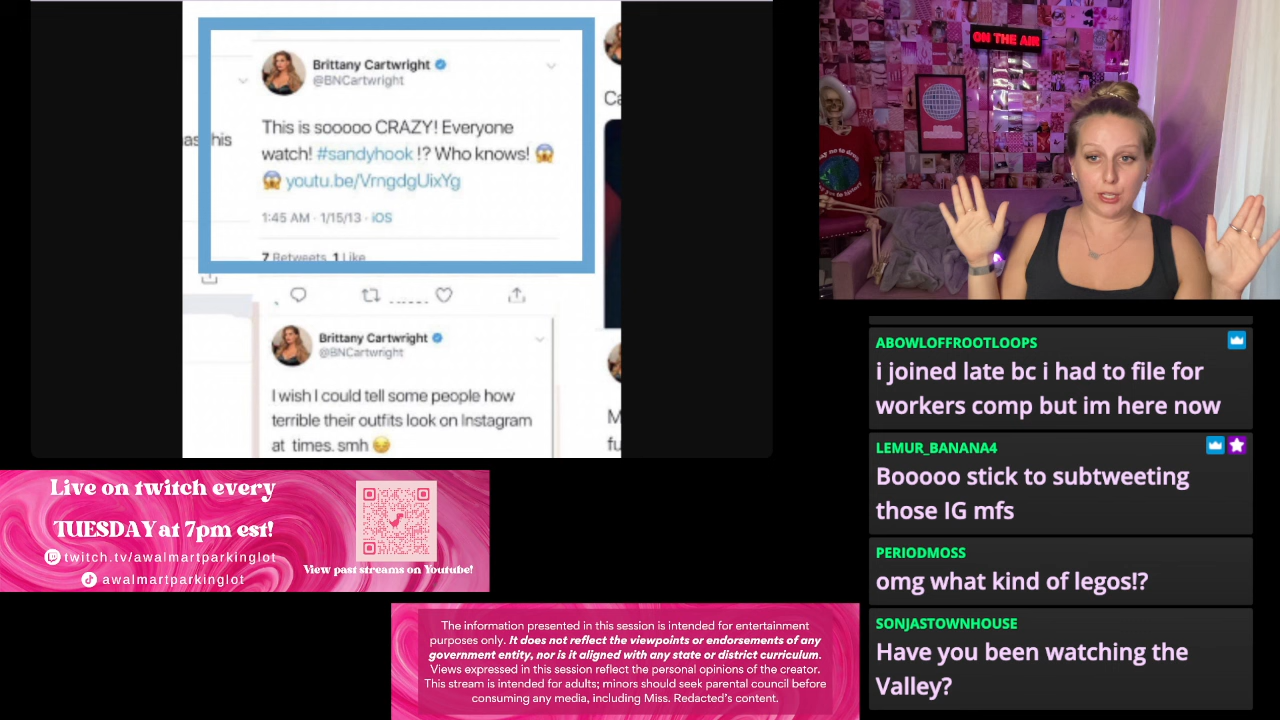 Brittany Cartwright
@BNCartwright
This is sooooo CRAZY! Everyone
watch! #sandyhook !? Who knows! 😱
😱 youtu.be/VrngdgUixYg
1:45 AM · 1/15/13 · iOS
7 Retweets 1 Like
his
Brittany Cartwright
@BNCartwright
I wish I could tell some people how
terrible their outfits look on Instagram
at times. smh 😏
ON THE AIR
ABOWLOFFROOTLOOPS
i joined late bc i had to file for
workers comp but im here now
LEMUR_BANANA4
Booooo stick to subtweeting
those IG mfs
PERIODMOSS
omg what kind of legos!?
SONJASTOWNHOUSE
Have you been watching the
Valley?
Live on twitch every
TUESDAY at 7pm est!
twitch.tv/awalmartparkinglot
awalmartparkinglot
View past streams on Youtube!
The information presented in this session is intended for entertainment
purposes only. It does not reflect the viewpoints or endorsements of any
government entity, nor is it aligned with any state or district curriculum.
Views expressed in this session reflect the personal opinions of the creator.
This stream is intended for adults; minors should seek parental council before
consuming any media, including Miss. Redacted's content.